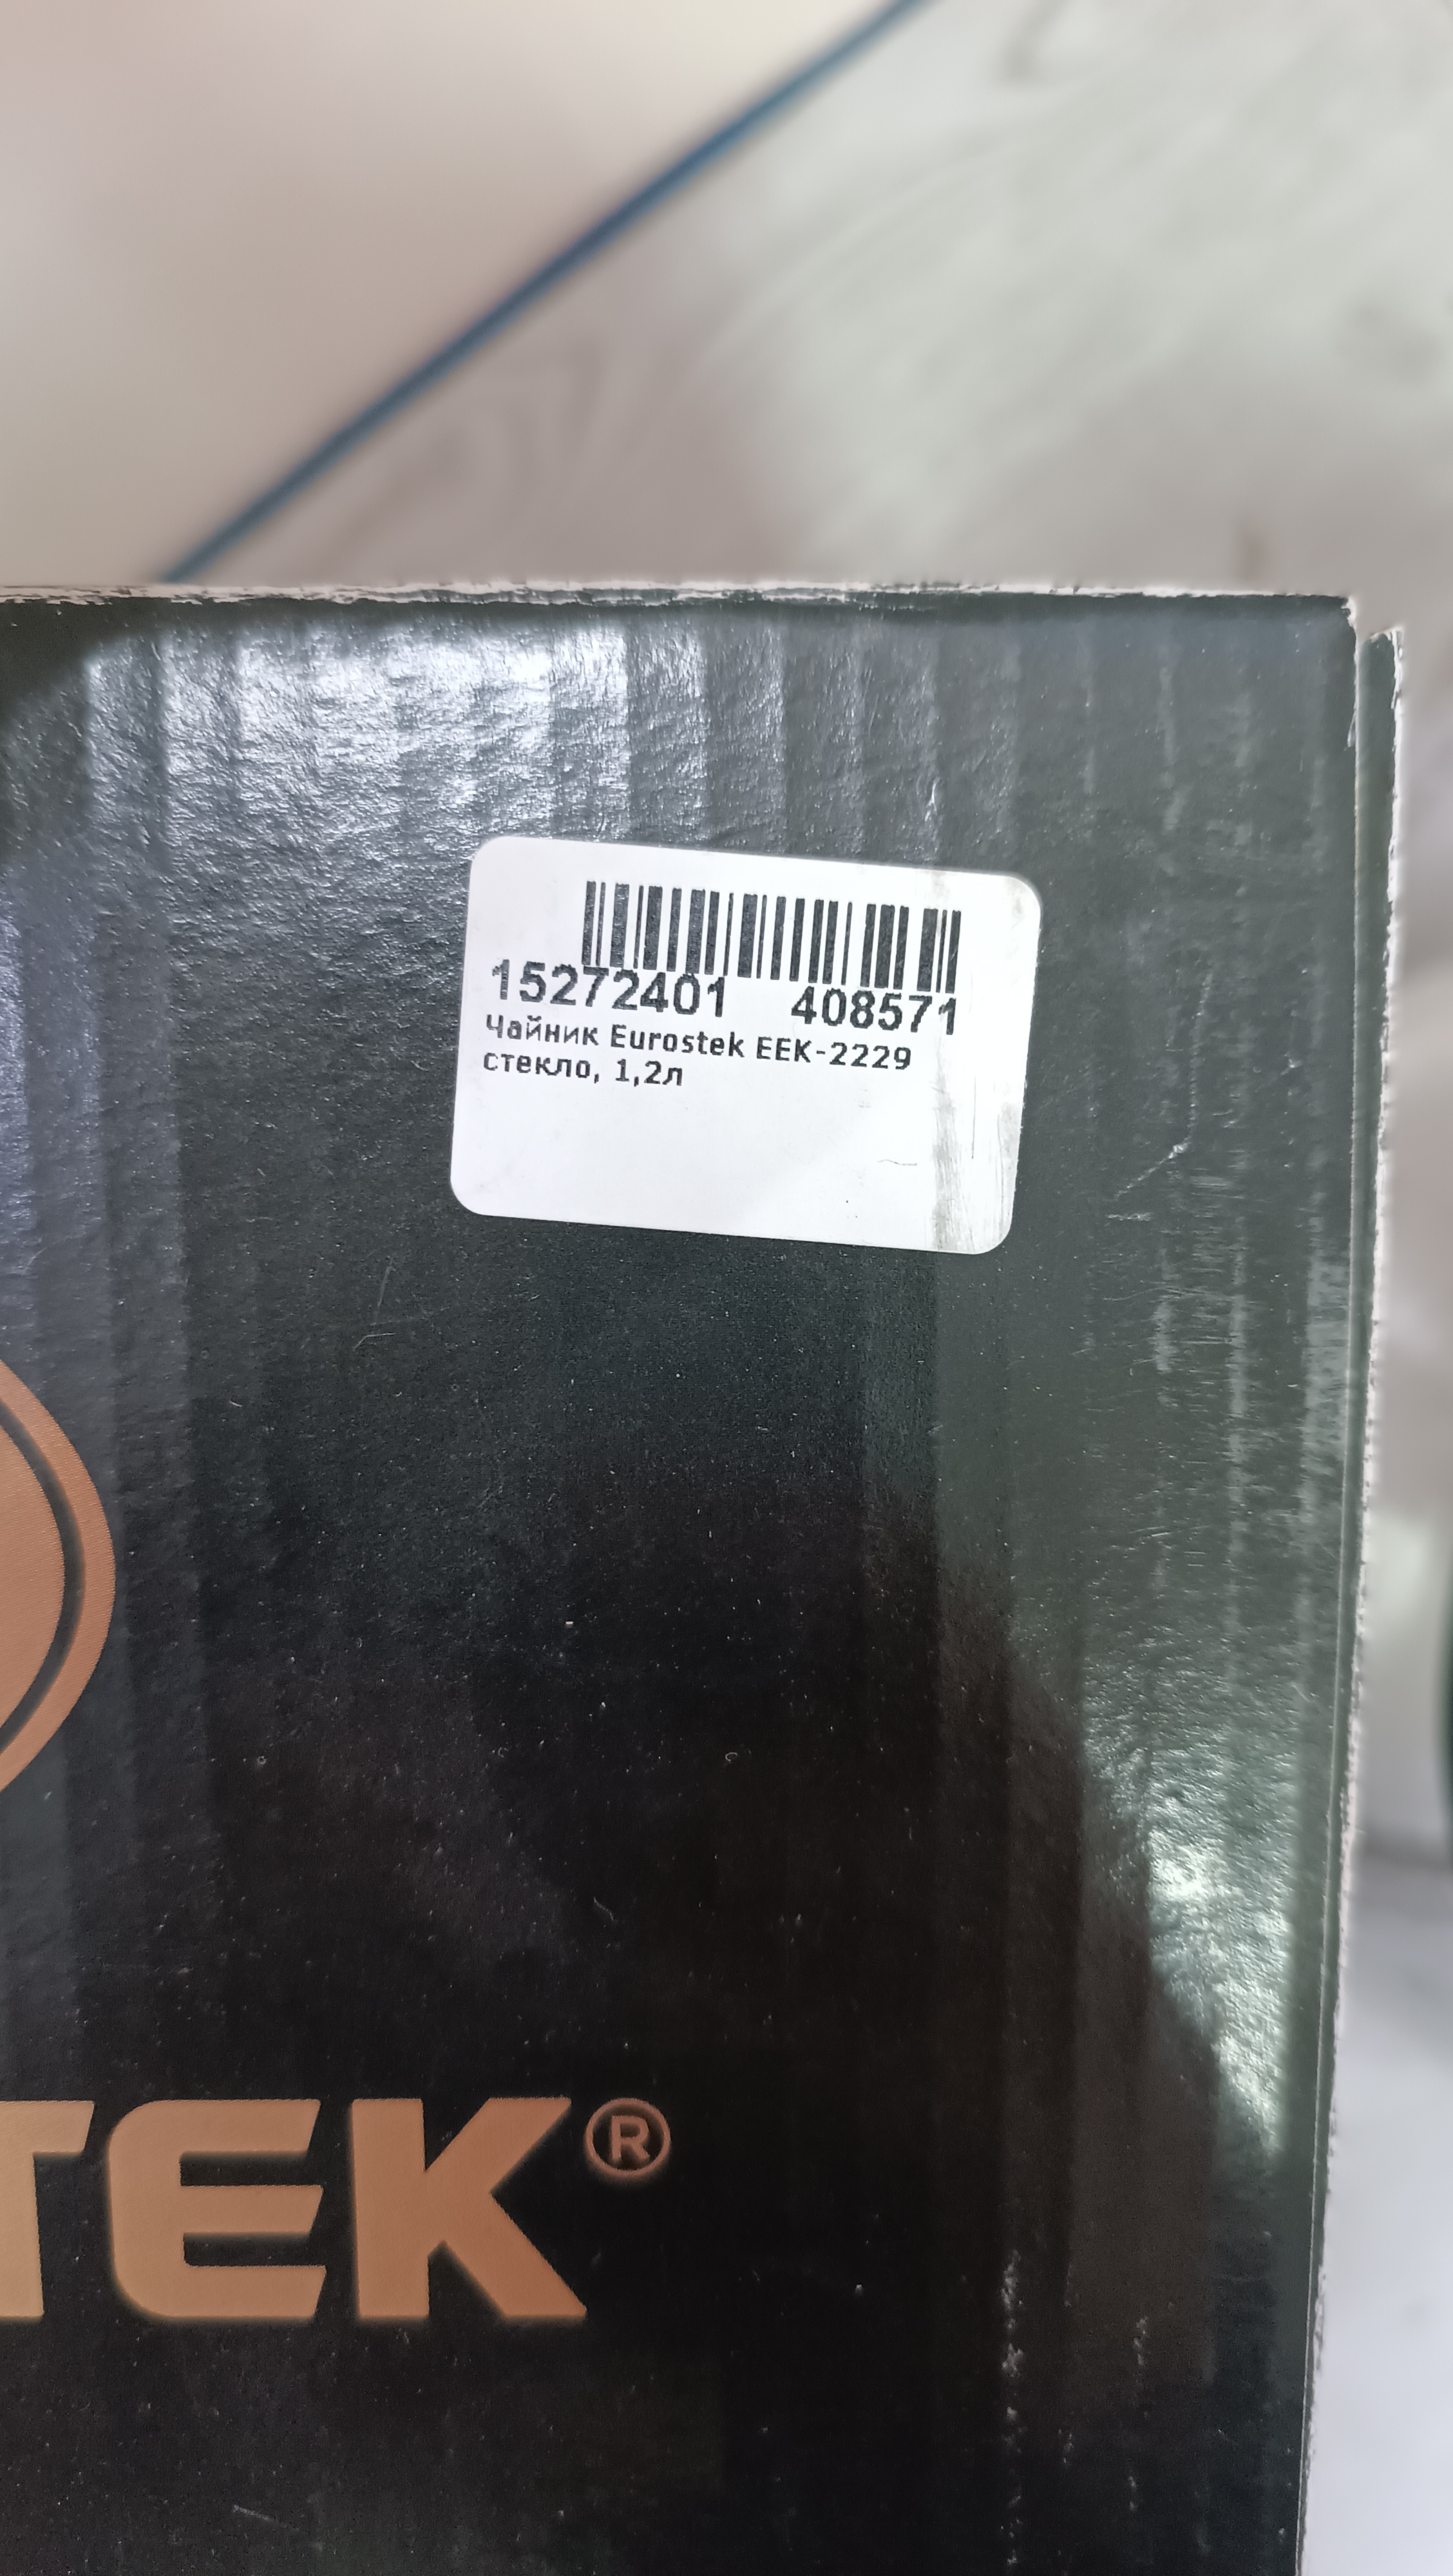 15272401 408571
Чайник Eurostek EEK-2229
стекло, 1,2л
TEK®